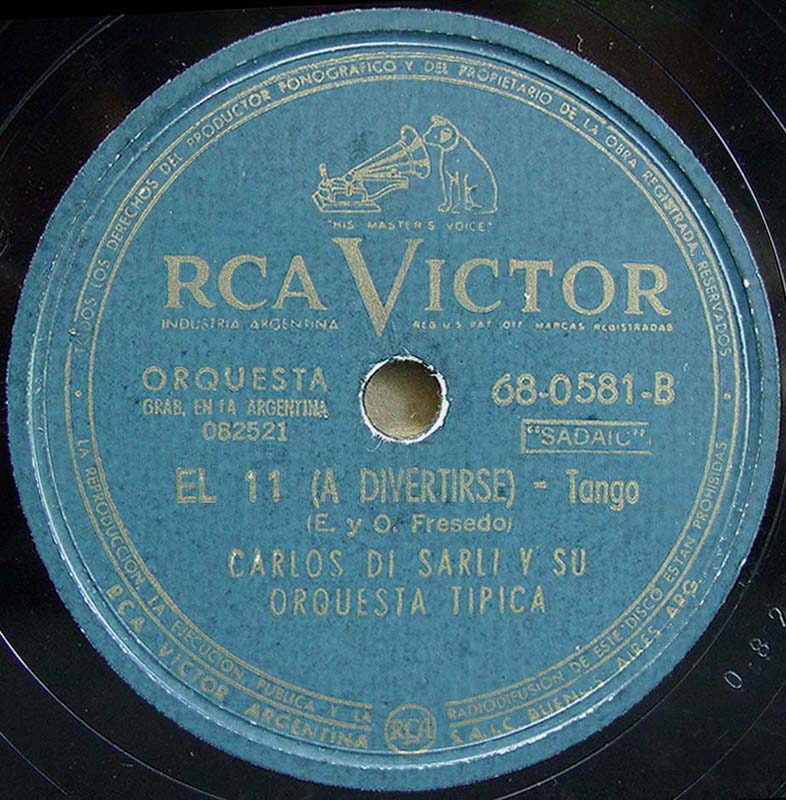 TODOS LOS DERECHOS DEL PRODUCTOR FONOGRAFICO Y DEL PROPIETARIO DE LA OBRA REGISTRADA, RESERVADOS
"HIS MASTER'S VOICE"
RCA VICTOR
INDUSTRIA ARGENTINA
REG. U.S. PAT. OFF. MARCAS REGISTRADAS
ORQUESTA
GRAB. EN LA ARGENTINA
082521
68-0581-B
"SADAIC"
EL 11 (A DIVERTIRSE) - Tango
(E. y O. Fresedo)
CARLOS DI SARLI Y SU
ORQUESTA TIPICA
LA REPRODUCCION, LA EJECUCION PUBLICA Y LA RADIODIFUSION DE ESTE DISCO ESTAN PROHIBIDAS
RCA VICTOR ARGENTINA RCA S.A.I.C. BUENOS AIRES ARG.
0 8 2